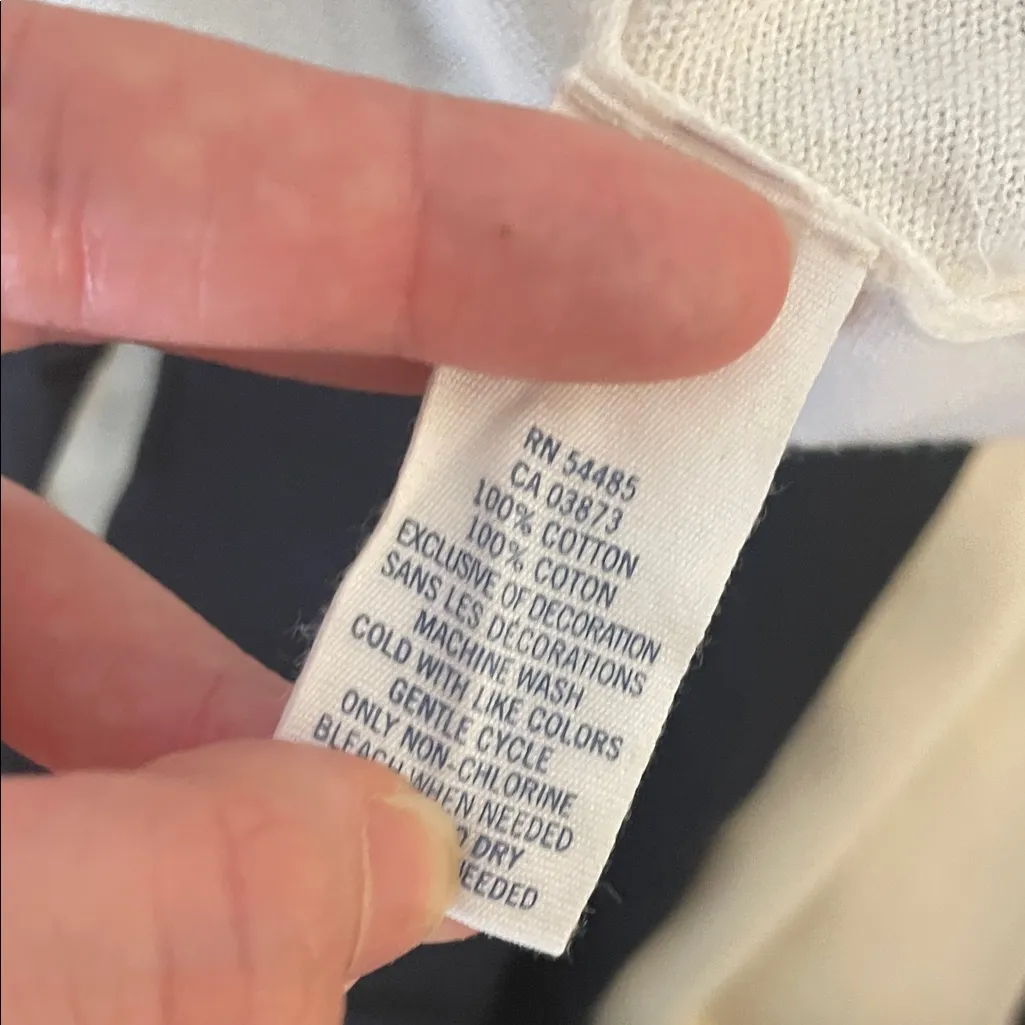 RN 54485
CA 03873
100% COTTON
100% COTON
EXCLUSIVE OF DECORATION
SANS LES DECORATIONS
MACHINE WASH
COLD WITH LIKE COLORS
GENTLE CYCLE
ONLY NON-CHLORINE
BLEACH WHEN NEEDED
DRY
NEEDED